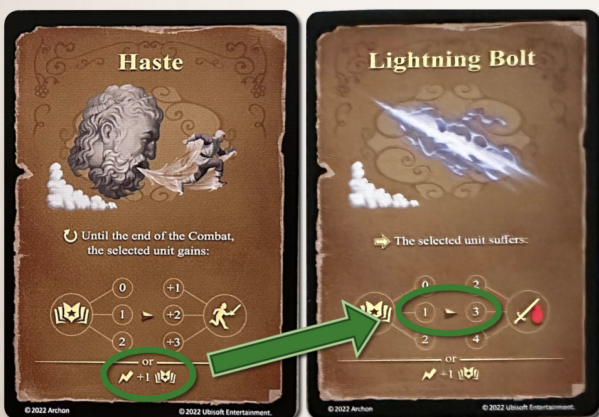 Haste
Until the end of the Combat,
the selected unit gains:
0 +1
1 +2
2 +3
or
+1
© 2022 Archon © 2022 Ubisoft Entertainment.
Lightning Bolt
The selected unit suffers:
0 2
1 3
2 4
or
+1
© 2022 Archon © 2022 Ubisoft Entertainment.